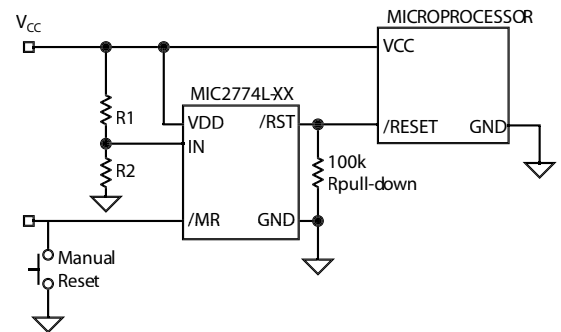 MICROPROCESSOR
VCC
VCC
MIC2774L-XX
R1
VDD
/RST
/RESET
GND
IN
R2
100k
Rpull-down
/MR
GND
Manual
Reset